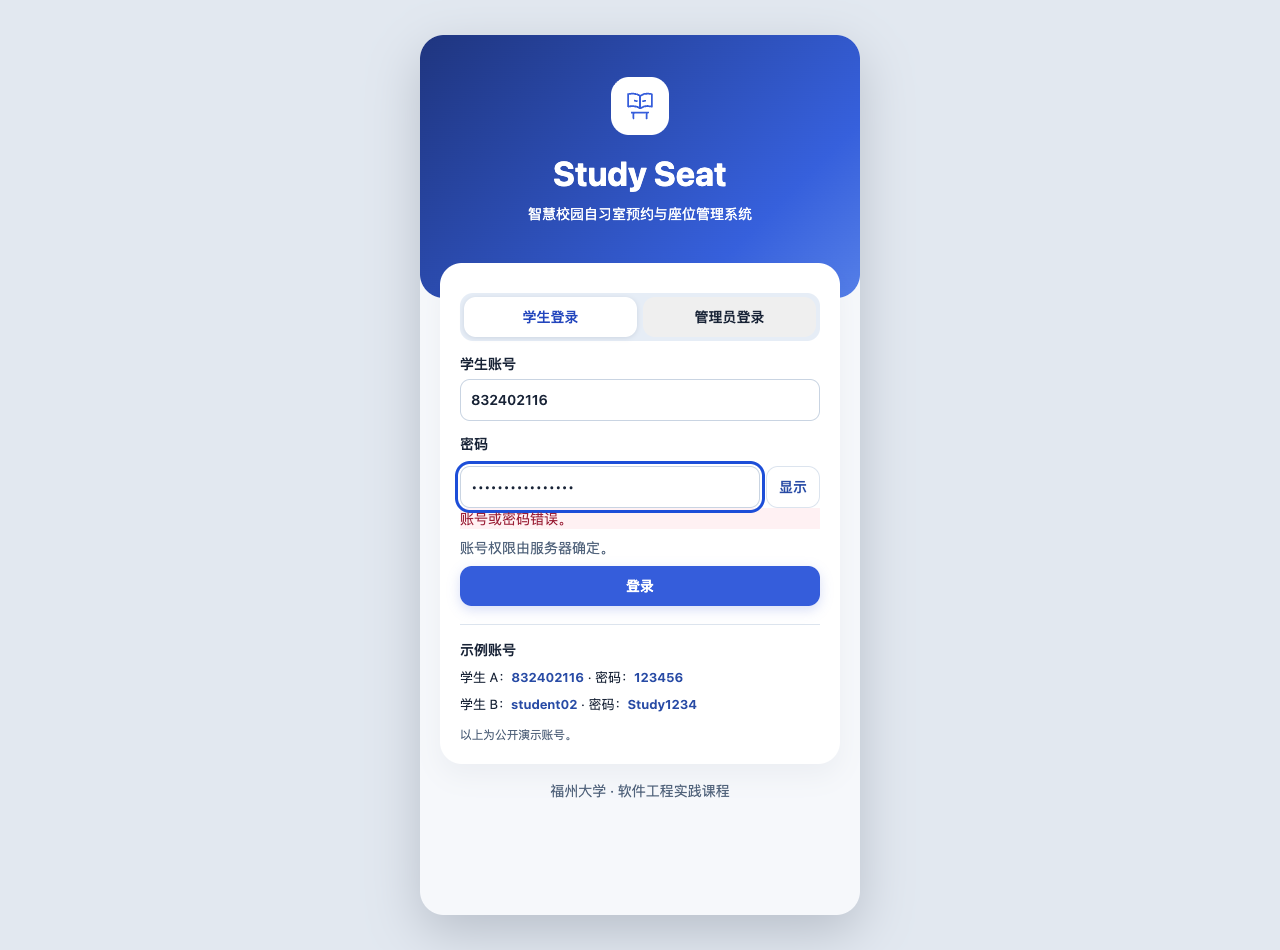 Study Seat
智慧校园自习室预约与座位管理系统
学生登录 管理员登录
学生账号
832402116
密码
•••••••••••••••• 显示
账号或密码错误。
账号权限由服务器确定。
登录
示例账号
学生 A：832402116 · 密码：123456
学生 B：student02 · 密码：Study1234
以上为公开演示账号。
福州大学 · 软件工程实践课程